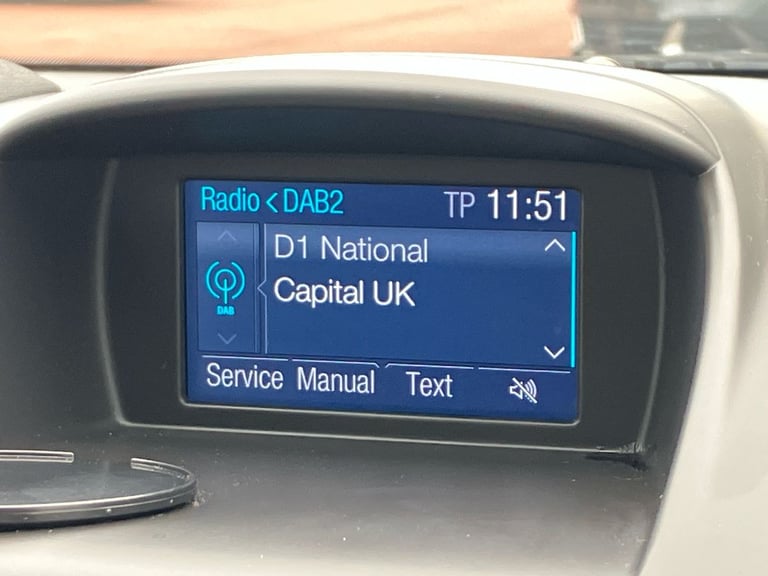 Radio < DAB2 TP 11:51
D1 National
DAB
Capital UK
Service Manual Text